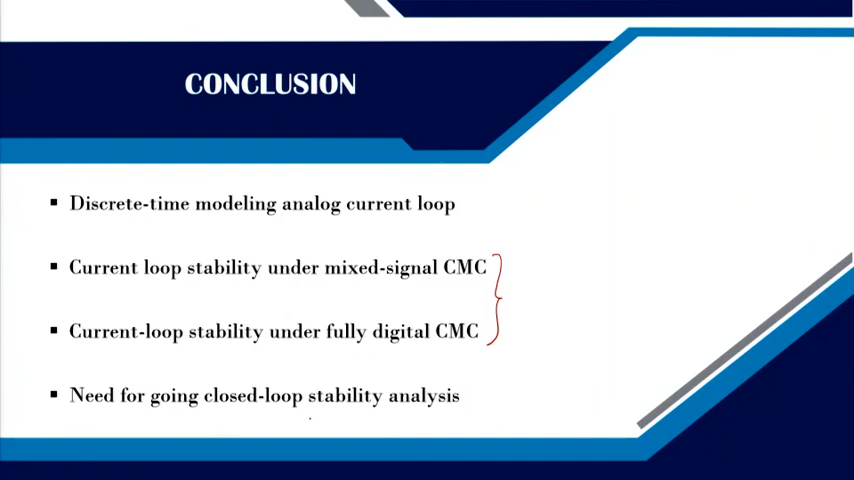 CONCLUSION
▪ Discrete-time modeling analog current loop
▪ Current loop stability under mixed-signal CMC
▪ Current-loop stability under fully digital CMC
▪ Need for going closed-loop stability analysis